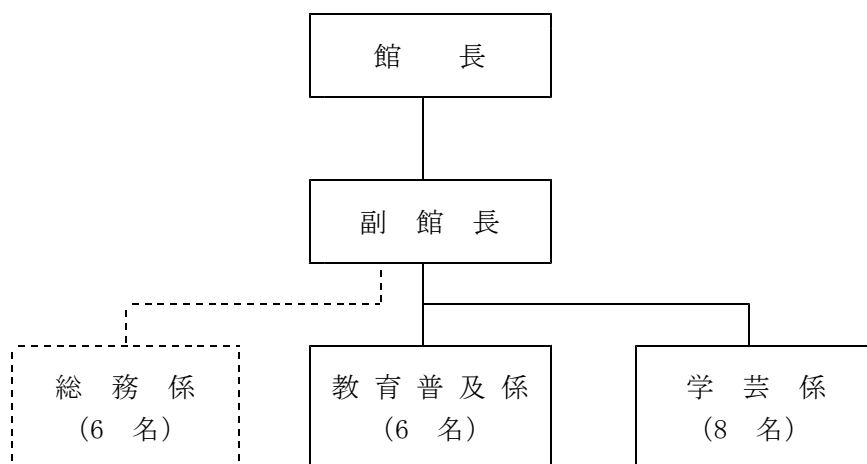 館　長
副　館　長
総　務　係
(6　名)
教 育 普 及 係
(6　名)
学　芸　係
(8　名)